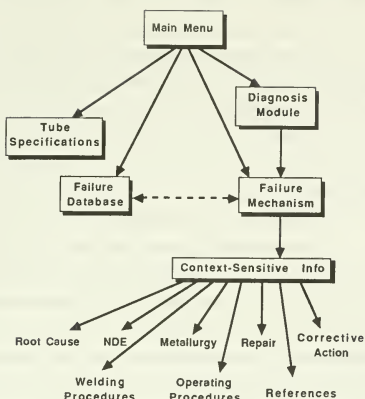 Main Menu
Diagnosis
Module
Tube
Specifications
Failure
Database
Failure
Mechanism
Context-Sensitive Info
Root Cause
NDE
Metallurgy
Repair
Corrective
Action
Welding
Procedures
Operating
Procedures
References